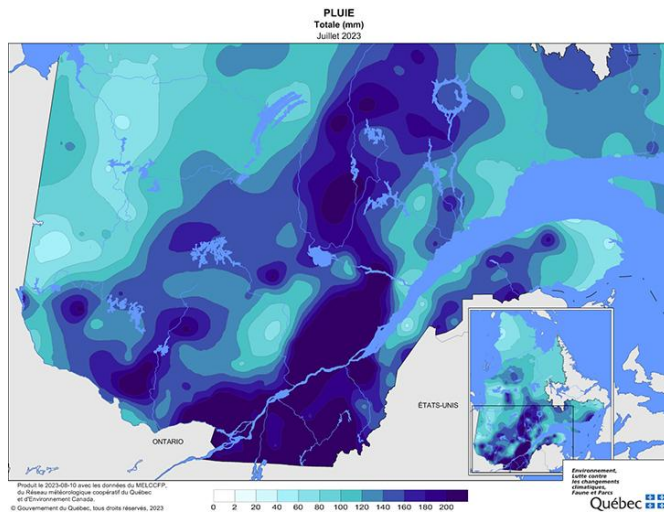 PLUIE
Totale (mm)
Juillet 2023
ONTARIO
ÉTATS-UNIS
Produit le 2023-08-10 avec les données du MELCCFP,
du Réseau météorologique coopératif du Québec
et d'Environnement Canada.
© Gouvernement du Québec, tous droits réservés, 2023
0 2 20 40 60 80 100 120 140 160 180 200
Environnement,
Lutte contre
les changements
climatiques,
Faune et Parcs
Québec